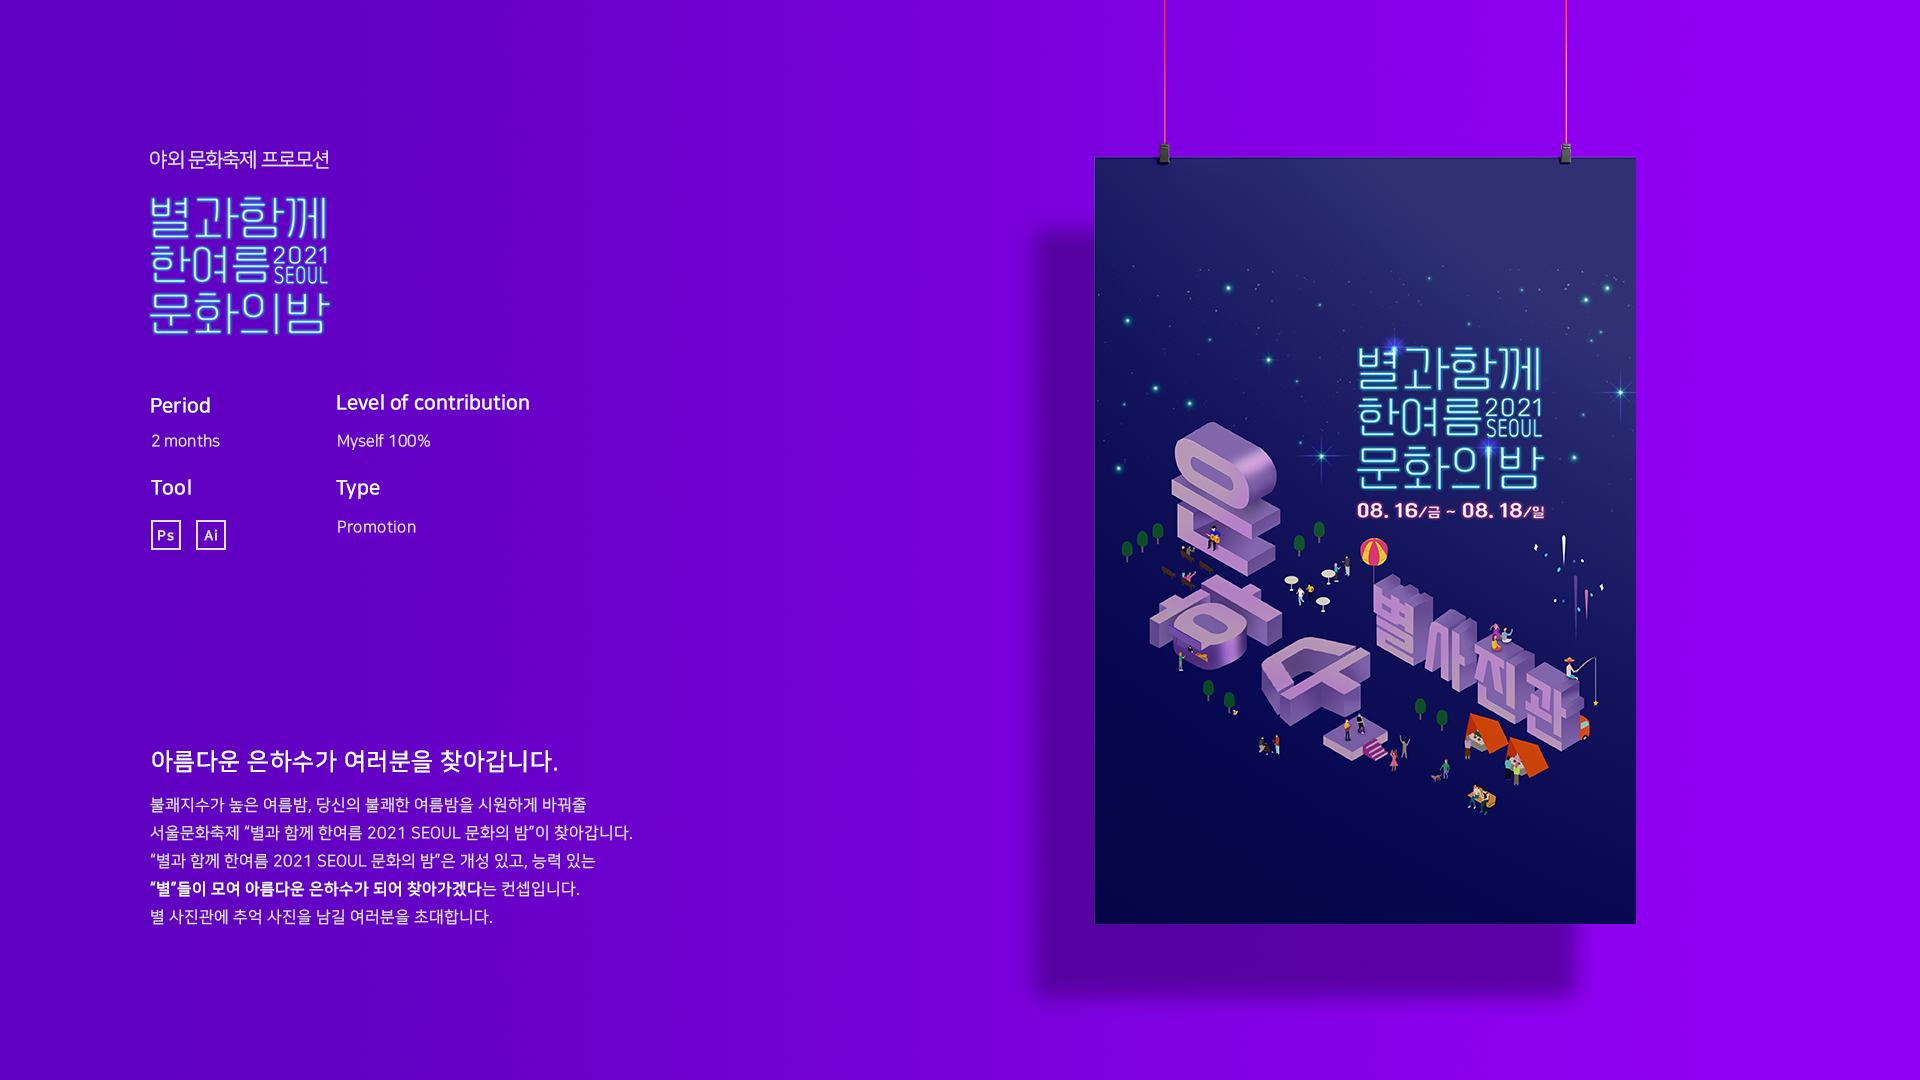 야외 문화축제 프로모션
별과함께
한여름 2021 SEOUL
문화의밤
Period
2 months
Level of contribution
Myself 100%
Tool
Ps Ai
Type
Promotion
아름다운 은하수가 여러분을 찾아갑니다.
불쾌지수가 높은 여름밤, 당신의 불쾌한 여름밤을 시원하게 바꿔줄
서울문화축제 “별과 함께 한여름 2021 SEOUL 문화의 밤”이 찾아갑니다.
“별과 함께 한여름 2021 SEOUL 문화의 밤”은 개성 있고, 능력 있는
“별”들이 모여 아름다운 은하수가 되어 찾아가겠다는 컨셉입니다.
별 사진관에 추억 사진을 남길 여러분을 초대합니다.
별과함께
한여름 2021 SEOUL
문화의밤
08. 16/금 ~ 08. 18/일
은하수
별사진관